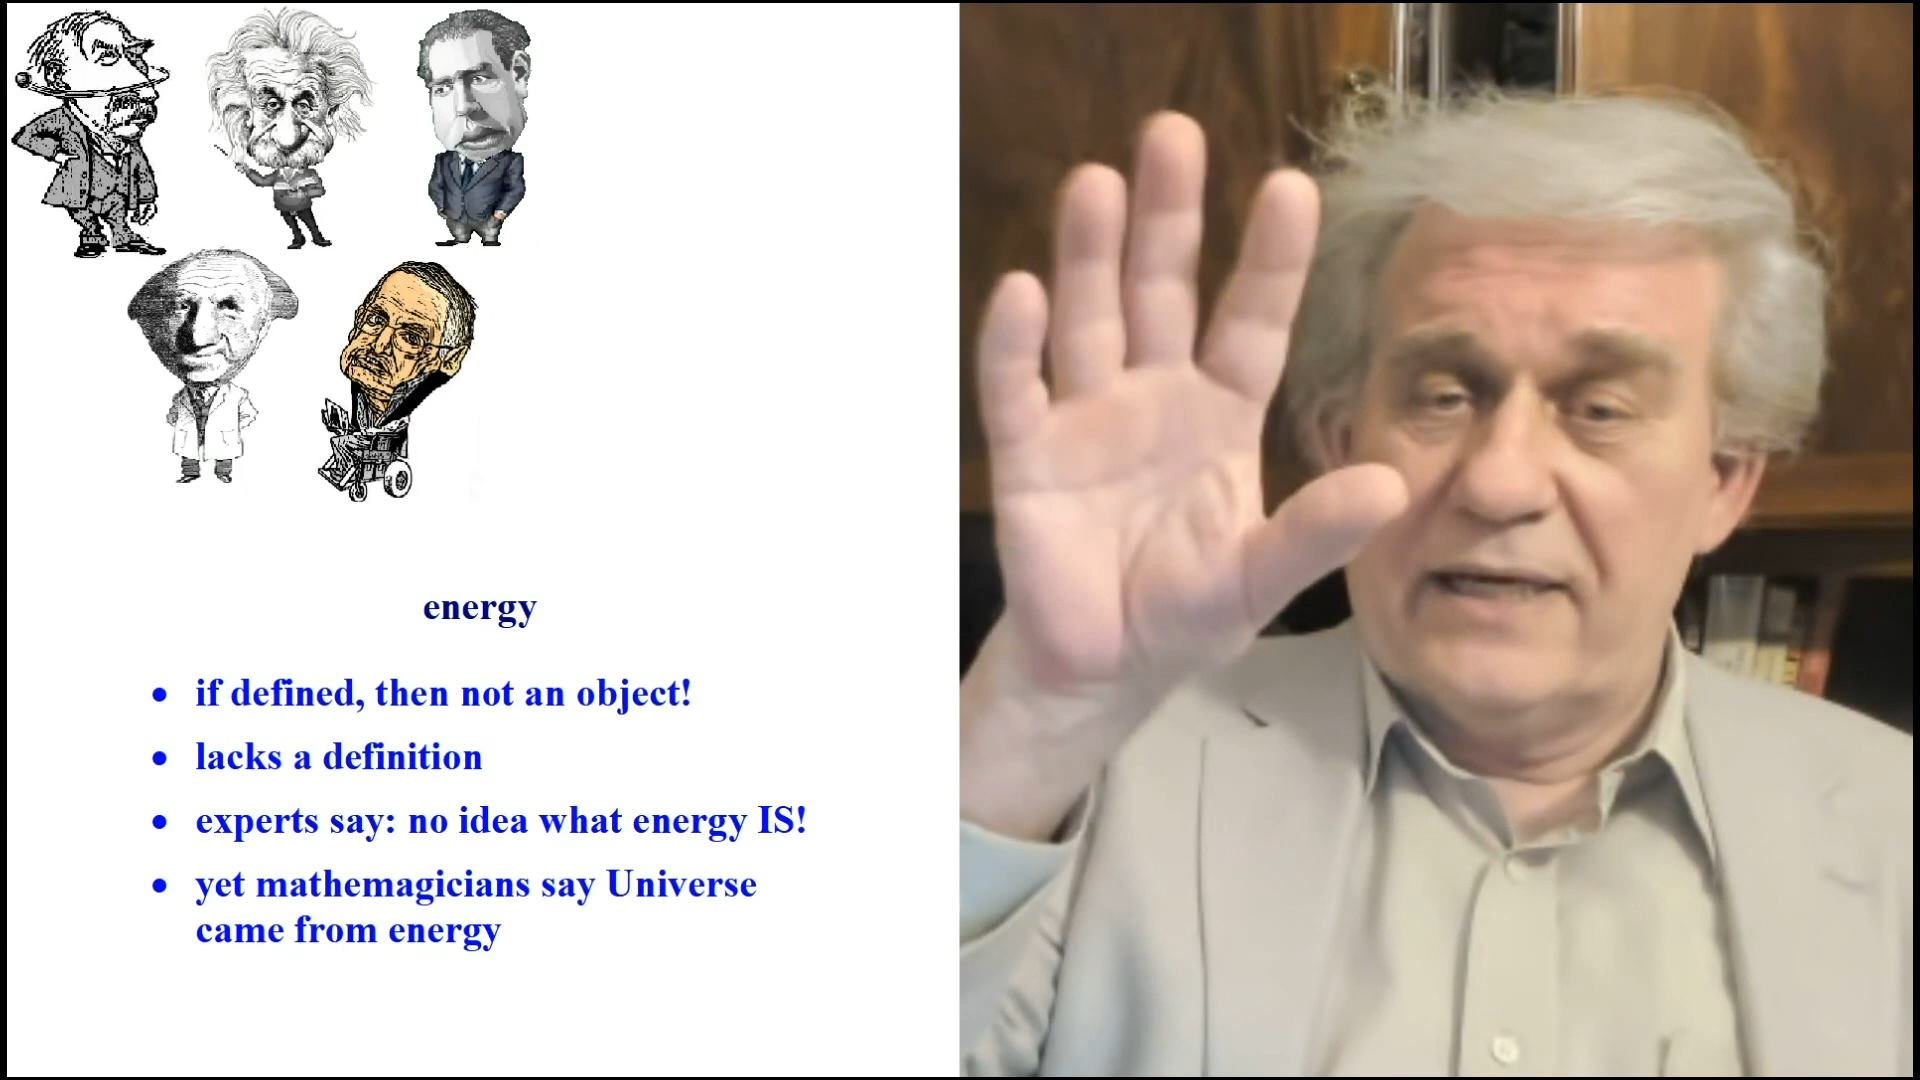 energy
• if defined, then not an object!
• lacks a definition
• experts say: no idea what energy IS!
• yet mathemagicians say Universe
came from energy